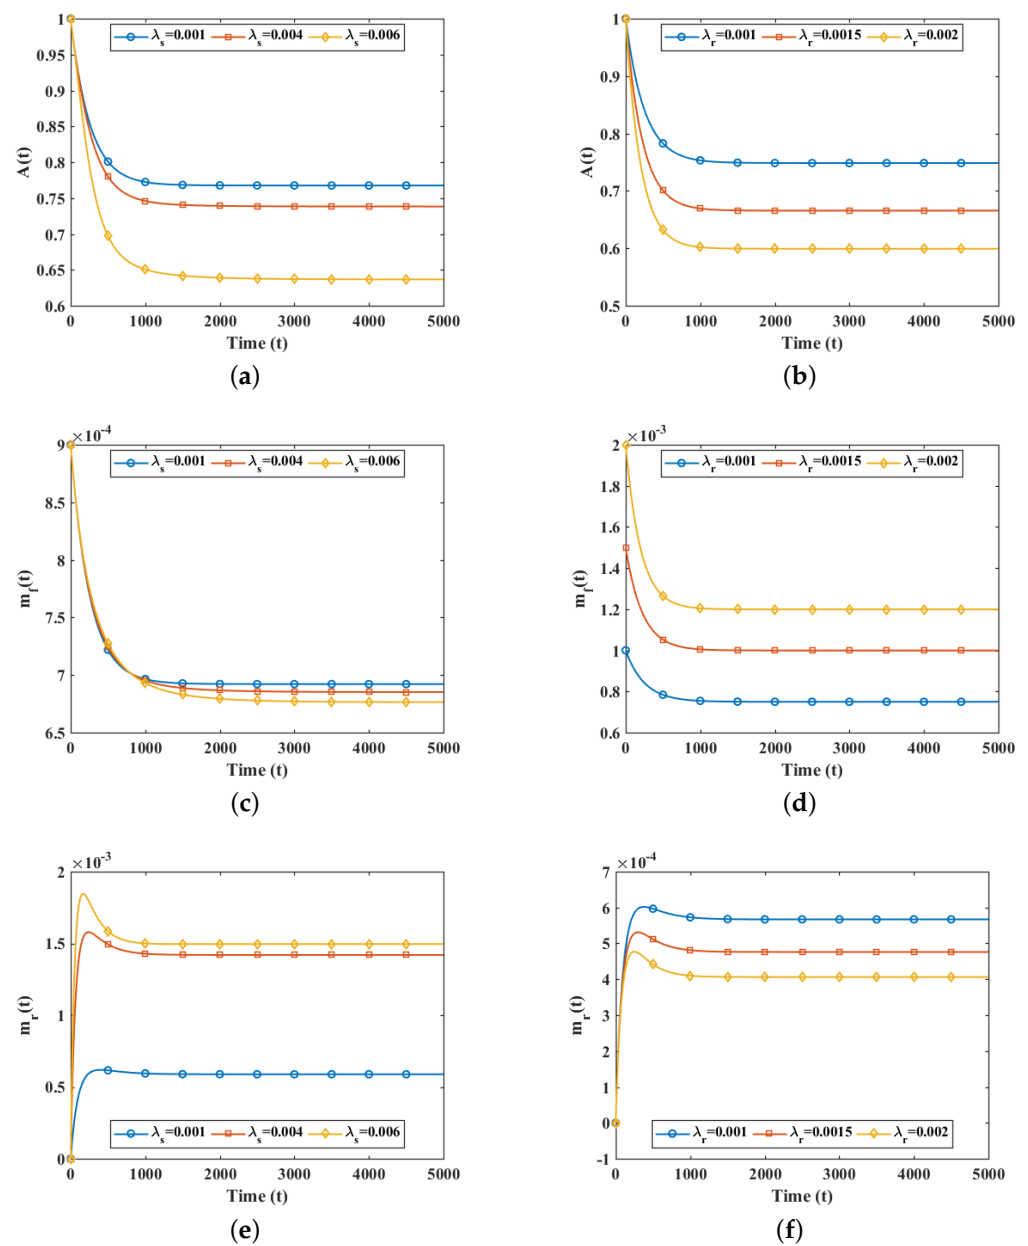 λs=0.001 λs=0.004 λs=0.006
1
0.95
0.9
0.85
0.8
0.75
0.7
0.65
0.6
A(t)
0 1000 2000 3000 4000 5000
Time (t)
(a)
λr=0.001 λr=0.0015 λr=0.002
1
0.9
0.8
0.7
0.6
0.5
A(t)
0 1000 2000 3000 4000 5000
Time (t)
(b)
×10-4
λs=0.001 λs=0.004 λs=0.006
9
8.5
8
7.5
7
6.5
mf(t)
0 1000 2000 3000 4000 5000
Time (t)
(c)
×10-3
λr=0.001 λr=0.0015 λr=0.002
2
1.8
1.6
1.4
1.2
1
0.8
0.6
mf(t)
0 1000 2000 3000 4000 5000
Time (t)
(d)
×10-3
2
1.5
1
0.5
0
mr(t)
λs=0.001 λs=0.004 λs=0.006
0 1000 2000 3000 4000 5000
Time (t)
(e)
×10-4
7
6
5
4
3
2
1
0
-1
mr(t)
λr=0.001 λr=0.0015 λr=0.002
0 1000 2000 3000 4000 5000
Time (t)
(f)